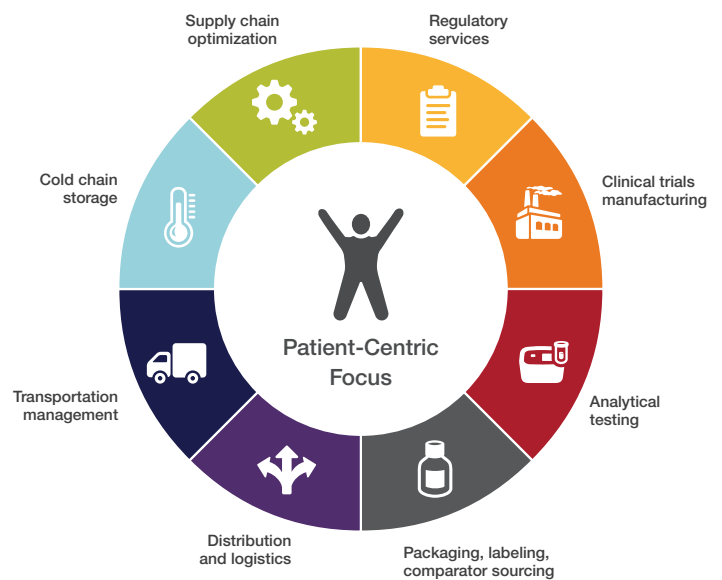 Supply chain
optimization
Regulatory
services
Cold chain
storage
Clinical trials
manufacturing
Patient-Centric
Focus
Transportation
management
Analytical
testing
Distribution
and logistics
Packaging, labeling,
comparator sourcing